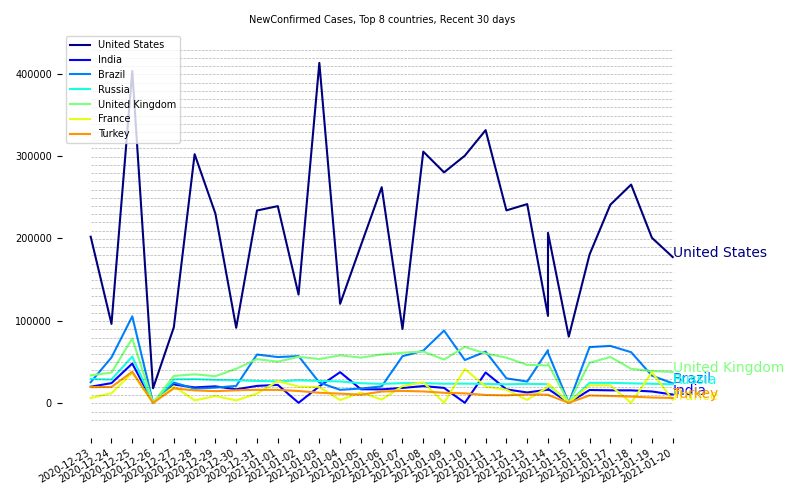 NewConfirmed Cases, Top 8 countries, Recent 30 days
United States
India
Brazil
Russia
United Kingdom
France
Turkey
400000
300000
200000
100000
0
United States
United Kingdom
Brazil
India
Turkey
2020-12-23
2020-12-24
2020-12-25
2020-12-26
2020-12-27
2020-12-28
2020-12-29
2020-12-30
2020-12-31
2021-01-01
2021-01-02
2021-01-03
2021-01-04
2021-01-05
2021-01-06
2021-01-07
2021-01-08
2021-01-09
2021-01-10
2021-01-11
2021-01-12
2021-01-13
2021-01-14
2021-01-15
2021-01-16
2021-01-17
2021-01-18
2021-01-19
2021-01-20